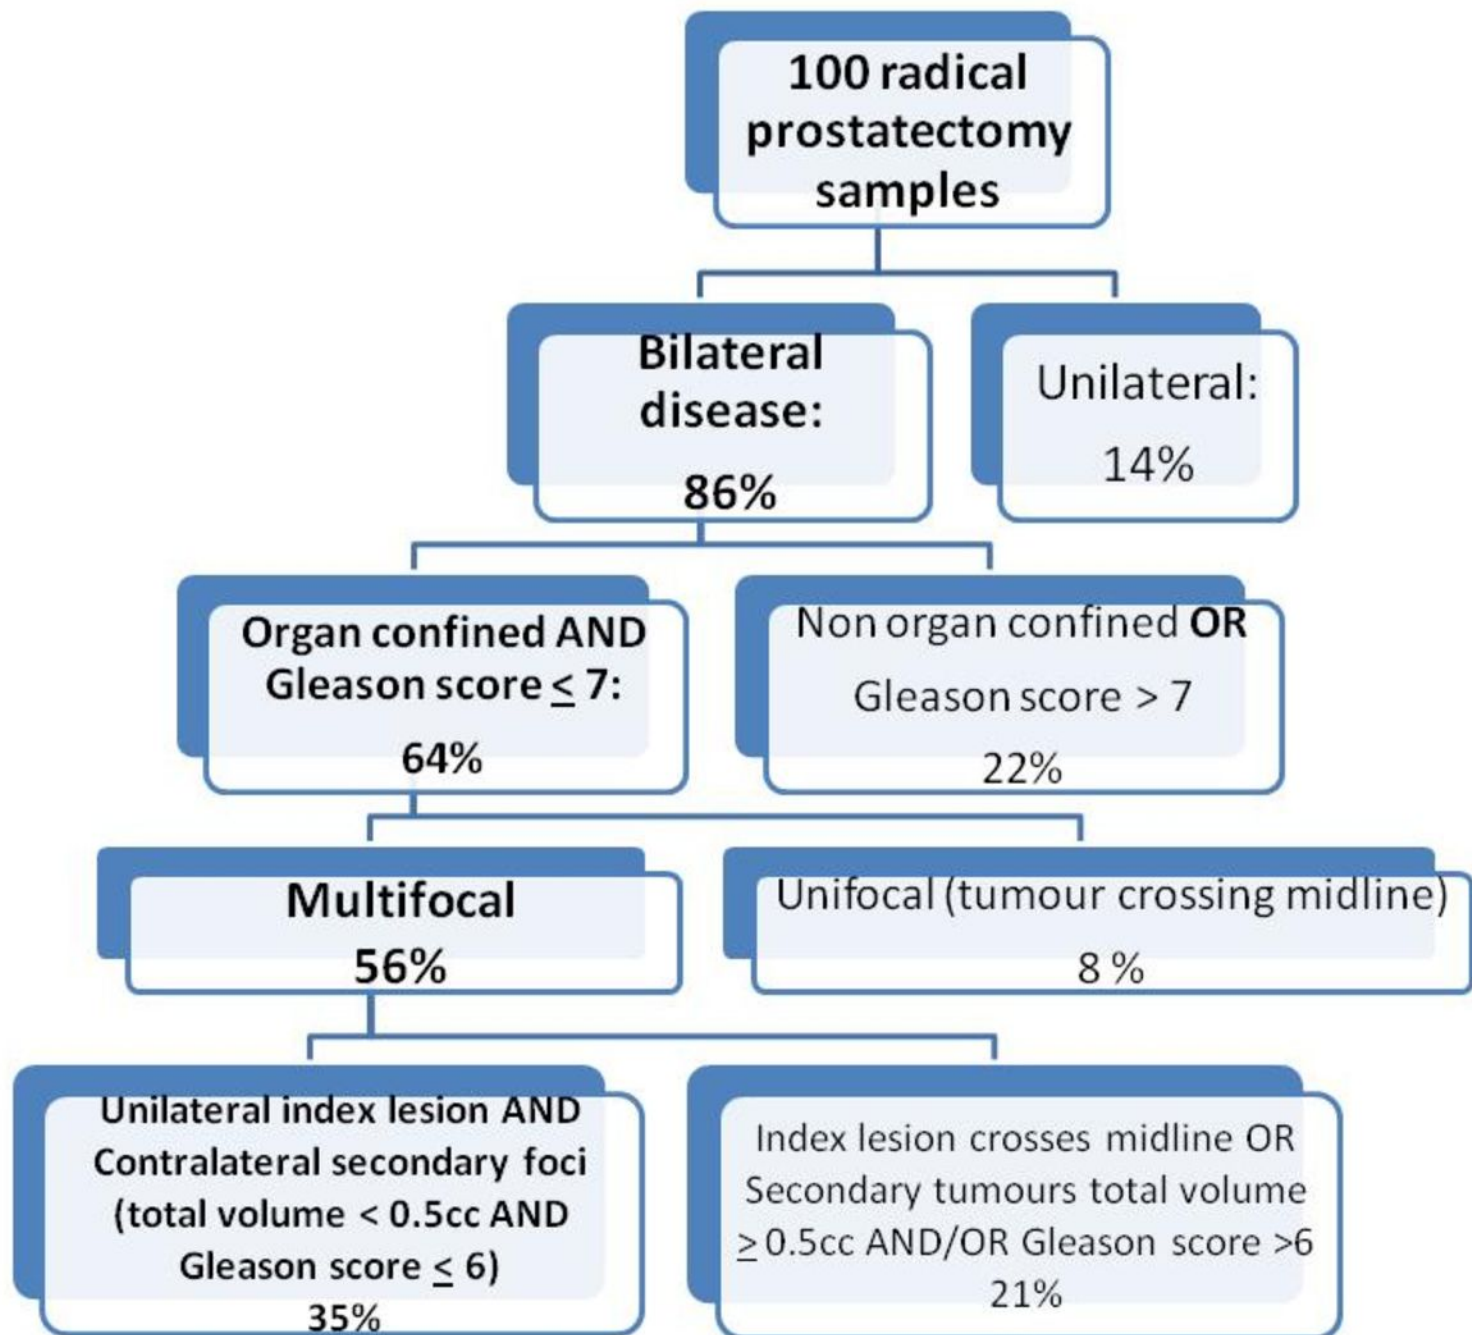 100 radical
prostatectomy
samples
Bilateral
disease:
86%
Unilateral:
14%
Organ confined AND
Gleason score ≤ 7:
64%
Non organ confined OR
Gleason score > 7
22%
Multifocal
56%
Unifocal (tumour crossing midline)
8 %
Unilateral index lesion AND
Contralateral secondary foci
(total volume < 0.5cc AND
Gleason score ≤ 6)
35%
Index lesion crosses midline OR
Secondary tumours total volume
≥ 0.5cc AND/OR Gleason score >6
21%